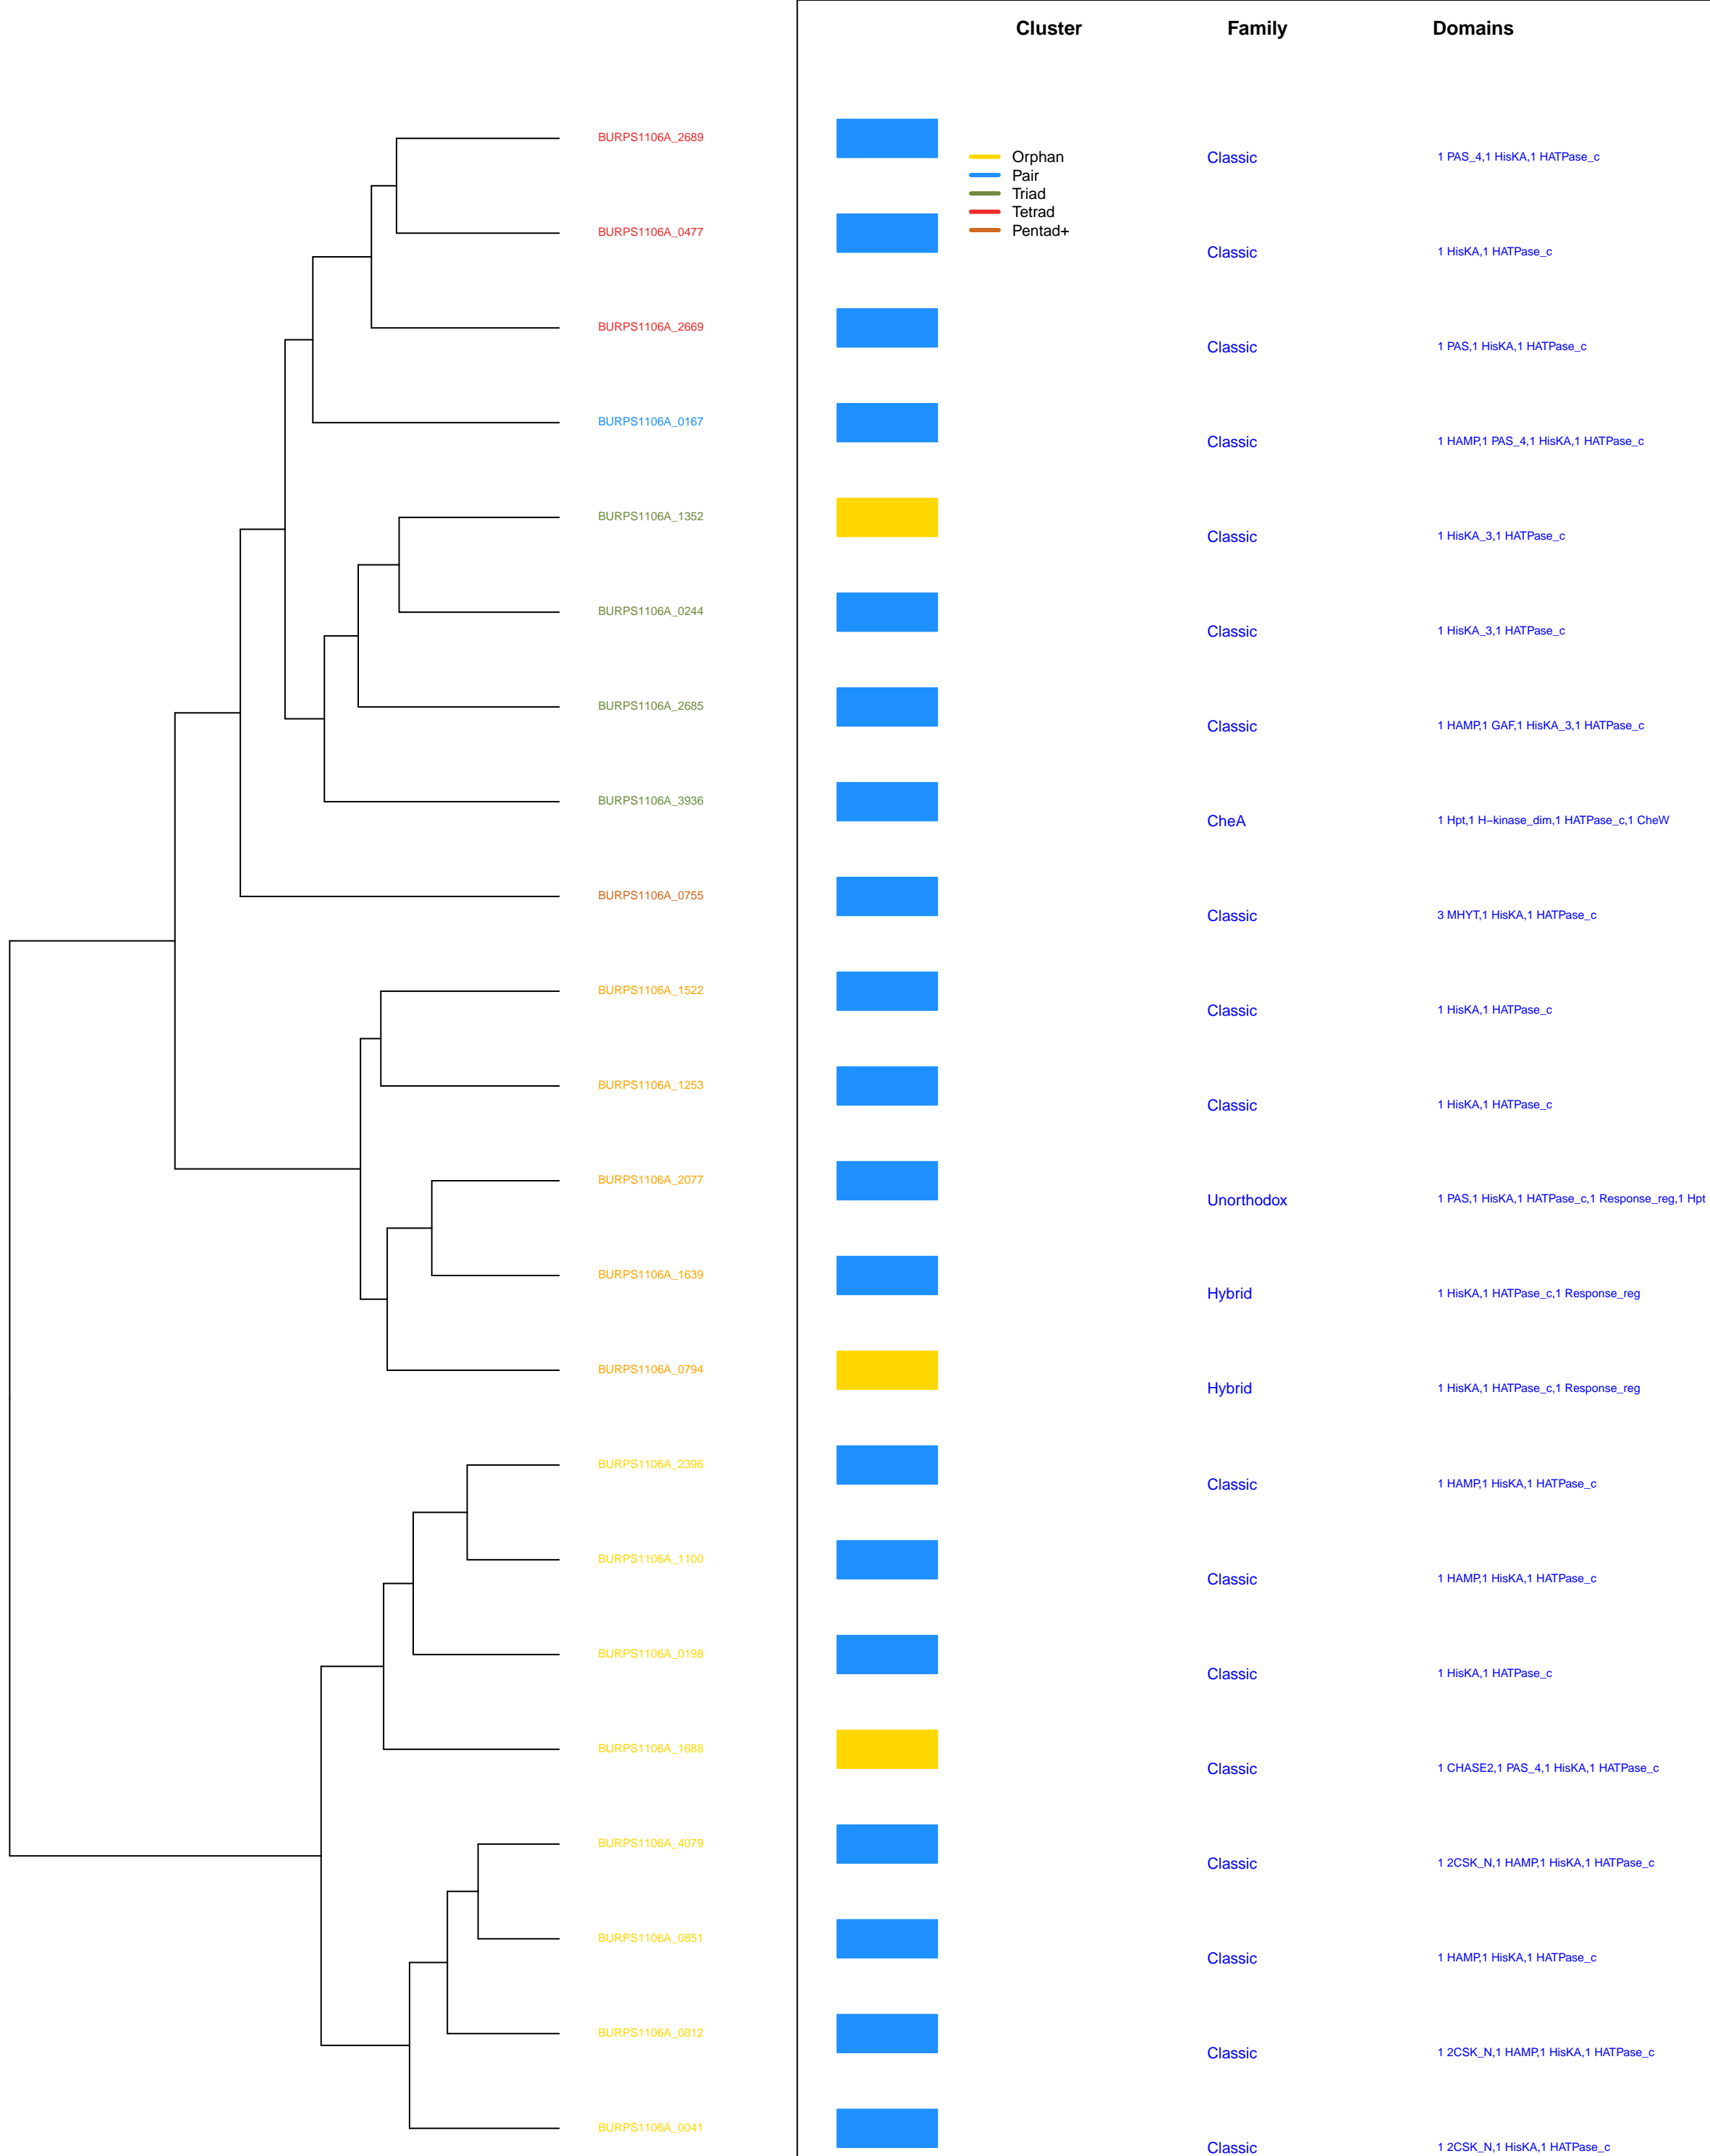 Cluster Family Domains
BURPS1106A_2689
Orphan
Classic 1 PAS_4,1 HisKA,1 HATPase_c
Pair
Triad
Tetrad
BURPS1106A_0477
Pentad+
Classic 1 HisKA,1 HATPase_c
BURPS1106A_2669
Classic 1 PAS,1 HisKA,1 HATPase_c
BURPS1106A_0167
Classic 1 HAMP,1 PAS_4,1 HisKA,1 HATPase_c
BURPS1106A_1352
Classic 1 HisKA_3,1 HATPase_c
BURPS1106A_0244
Classic 1 HisKA_3,1 HATPase_c
BURPS1106A_2685
Classic 1 HAMP,1 GAF,1 HisKA_3,1 HATPase_c
BURPS1106A_3936
CheA 1 Hpt,1 H−kinase_dim,1 HATPase_c,1 CheW
BURPS1106A_0755
Classic 3 MHYT,1 HisKA,1 HATPase_c
BURPS1106A_1522
Classic 1 HisKA,1 HATPase_c
BURPS1106A_1253
Classic 1 HisKA,1 HATPase_c
BURPS1106A_2077
Unorthodox 1 PAS,1 HisKA,1 HATPase_c,1 Response_reg,1 Hpt
BURPS1106A_1639
Hybrid 1 HisKA,1 HATPase_c,1 Response_reg
BURPS1106A_0794
Hybrid 1 HisKA,1 HATPase_c,1 Response_reg
BURPS1106A_2396
Classic 1 HAMP,1 HisKA,1 HATPase_c
BURPS1106A_1100
Classic 1 HAMP,1 HisKA,1 HATPase_c
BURPS1106A_0198
Classic 1 HisKA,1 HATPase_c
BURPS1106A_1688
Classic 1 CHASE2,1 PAS_4,1 HisKA,1 HATPase_c
BURPS1106A_4079
Classic 1 2CSK_N,1 HAMP,1 HisKA,1 HATPase_c
BURPS1106A_0851
Classic 1 HAMP,1 HisKA,1 HATPase_c
BURPS1106A_0812
Classic 1 2CSK_N,1 HAMP,1 HisKA,1 HATPase_c
BURPS1106A_0041
Classic 1 2CSK_N,1 HisKA,1 HATPase_c